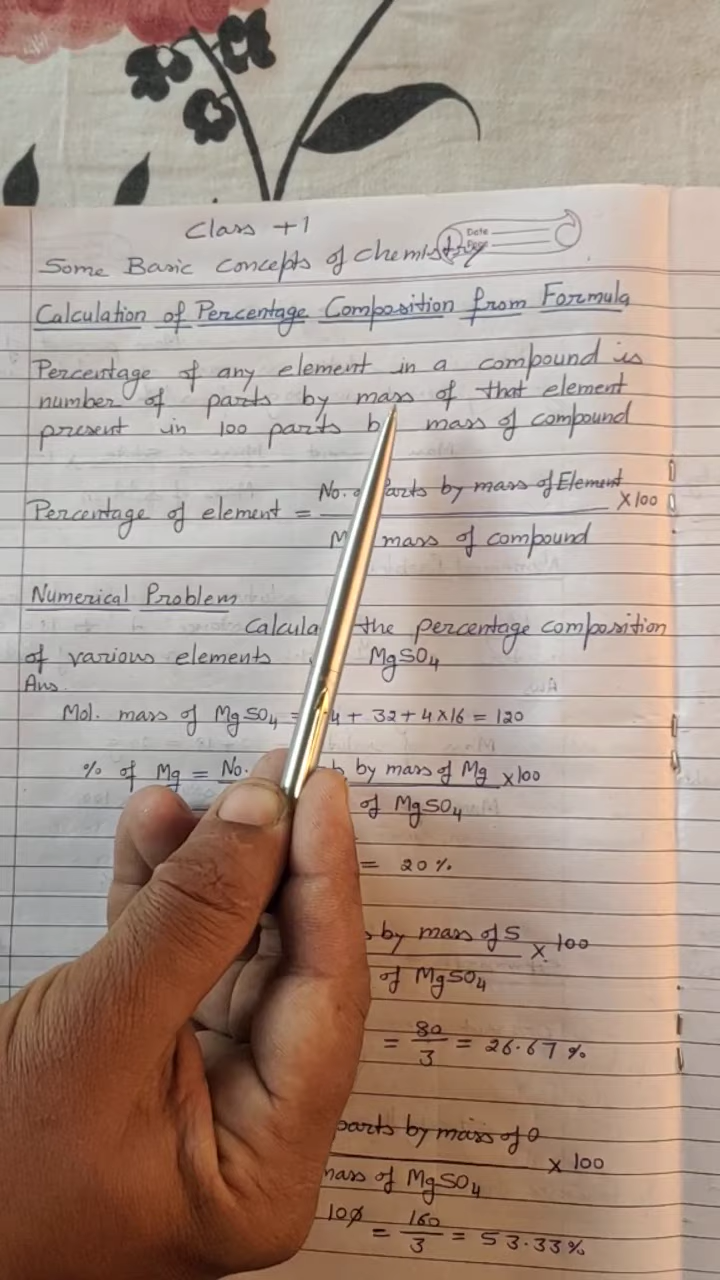 Class +1
Date
Some Basic Concepts of Chemistry
Calculation of Percentage Composition from Formula
Percentage of any element in a compound is
number of parts by mass of that element
present in 100 parts by mass of compound
No. of Parts by mass of Element
Percentage of element = × 100
mass of compound
Numerical Problem
Calculate the percentage composition
of various elements MgSO4
Ans.
Mol. mass of MgSO4 = 24 + 32 + 4×16 = 120
% of Mg = No. by mass of Mg ×100
of MgSO4
= 20%
by mass of S × 100
of MgSO4
= 80/3 = 26.67 %
parts by mass of O × 100
mass of MgSO4
100 = 160/3 = 53.33%